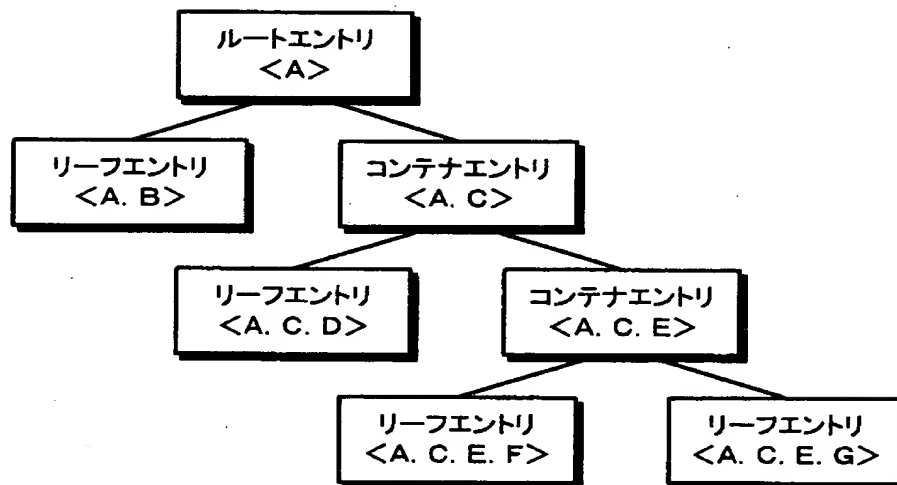 ルートエントリ
<A>
リーフエントリ
<A. B>
コンテナエントリ
<A. C>
リーフエントリ
<A. C. D>
コンテナエントリ
<A. C. E>
リーフエントリ
<A. C. E. F>
リーフエントリ
<A. C. E. G>